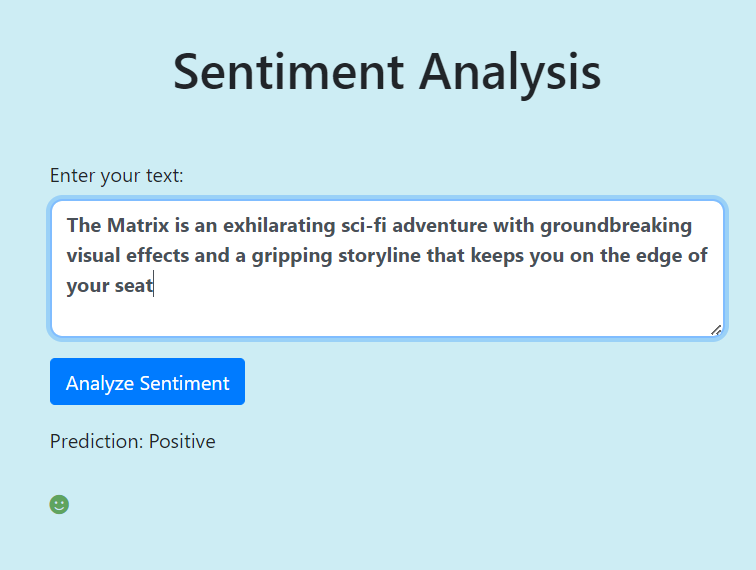 Sentiment Analysis
Enter your text:
The Matrix is an exhilarating sci-fi adventure with groundbreaking
visual effects and a gripping storyline that keeps you on the edge of
your seat
Analyze Sentiment
Prediction: Positive